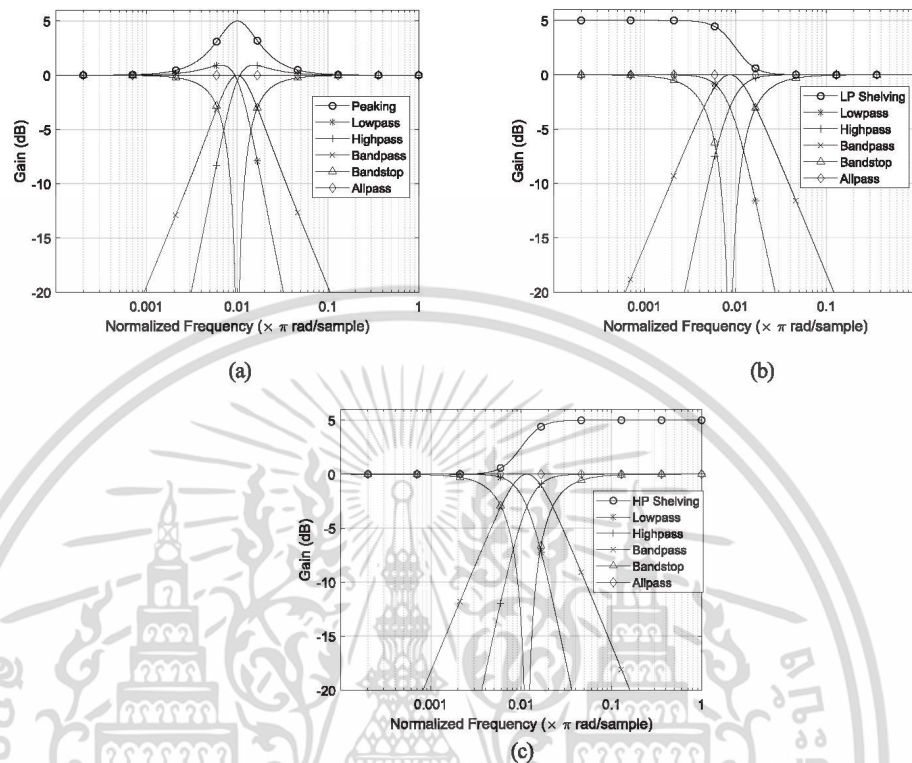 5
0
-5
-10
-15
-20
Gain (dB)
Peaking
Lowpass
Highpass
Bandpass
Bandstop
Allpass
0.001
0.01
0.1
1
Normalized Frequency (× π rad/sample)
(a)
5
0
-5
-10
-15
-20
Gain (dB)
LP Shelving
Lowpass
Highpass
Bandpass
Bandstop
Allpass
0.001
0.01
0.1
Normalized Frequency (× π rad/sample)
(b)
5
0
-5
-10
-15
-20
Gain (dB)
HP Shelving
Lowpass
Highpass
Bandpass
Bandstop
Allpass
0.001
0.01
0.1
1
Normalized Frequency (× π rad/sample)
(c)